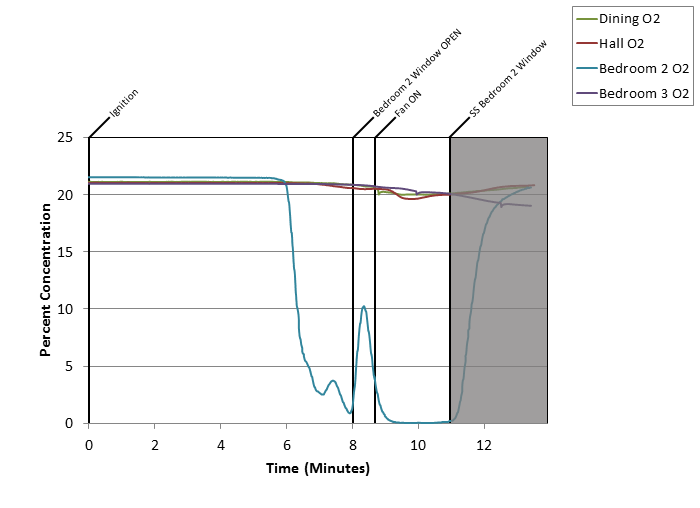 Dining O2
Hall O2
Bedroom 2 O2
Bedroom 3 O2
Ignition
Bedroom 2 Window OPEN
Fan ON
SS Bedroom 2 Window
25
20
15
10
5
0
Percent Concentration
0 2 4 6 8 10 12
Time (Minutes)